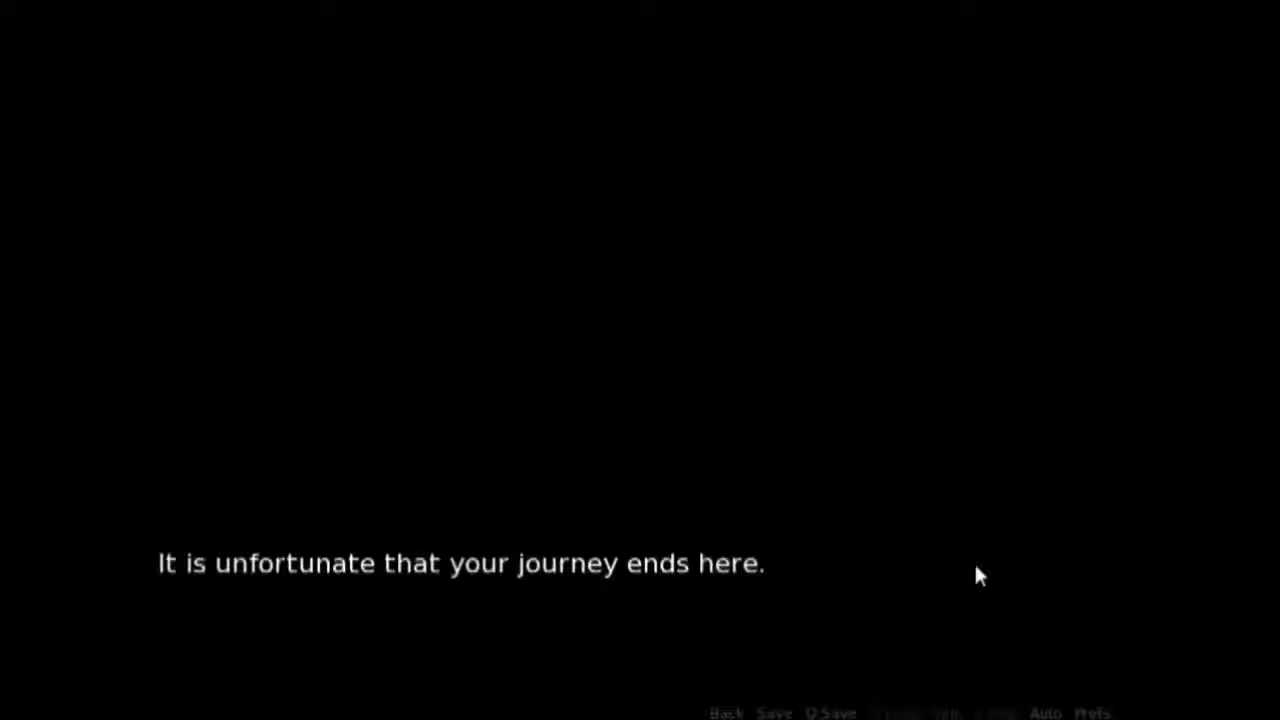 It is unfortunate that your journey ends here.
Back Save Q.Save Auto Prefs